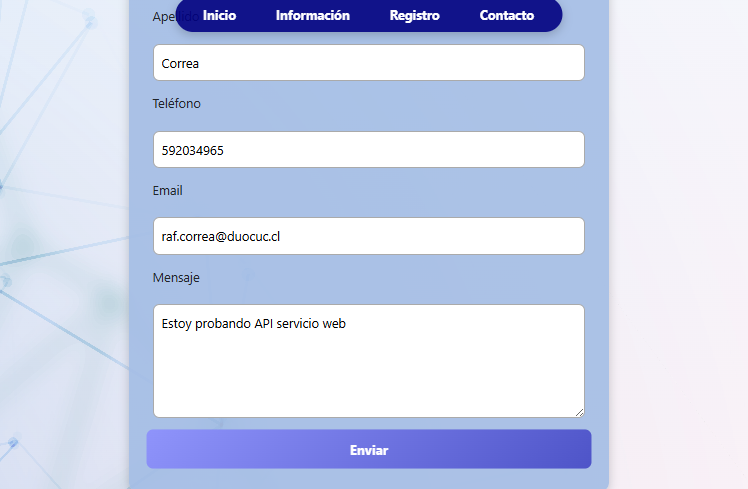 Inicio Información Registro Contacto
Correa
Teléfono
592034965
Email
raf.correa@duocuc.cl
Mensaje
Estoy probando API servicio web
Enviar